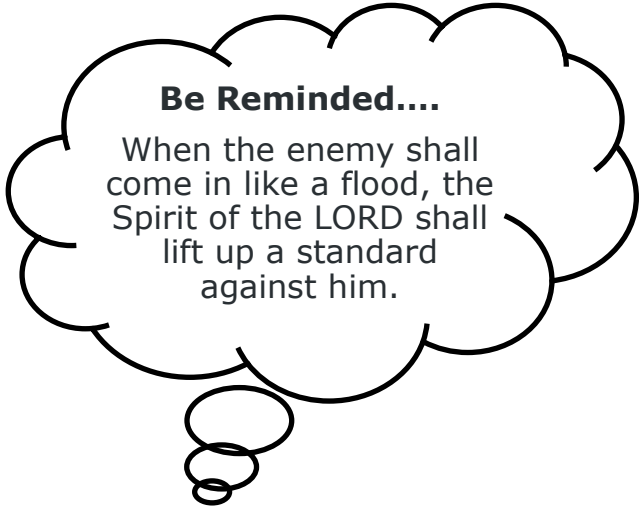 Be Reminded....
When the enemy shall
come in like a flood, the
Spirit of the LORD shall
lift up a standard
against him.